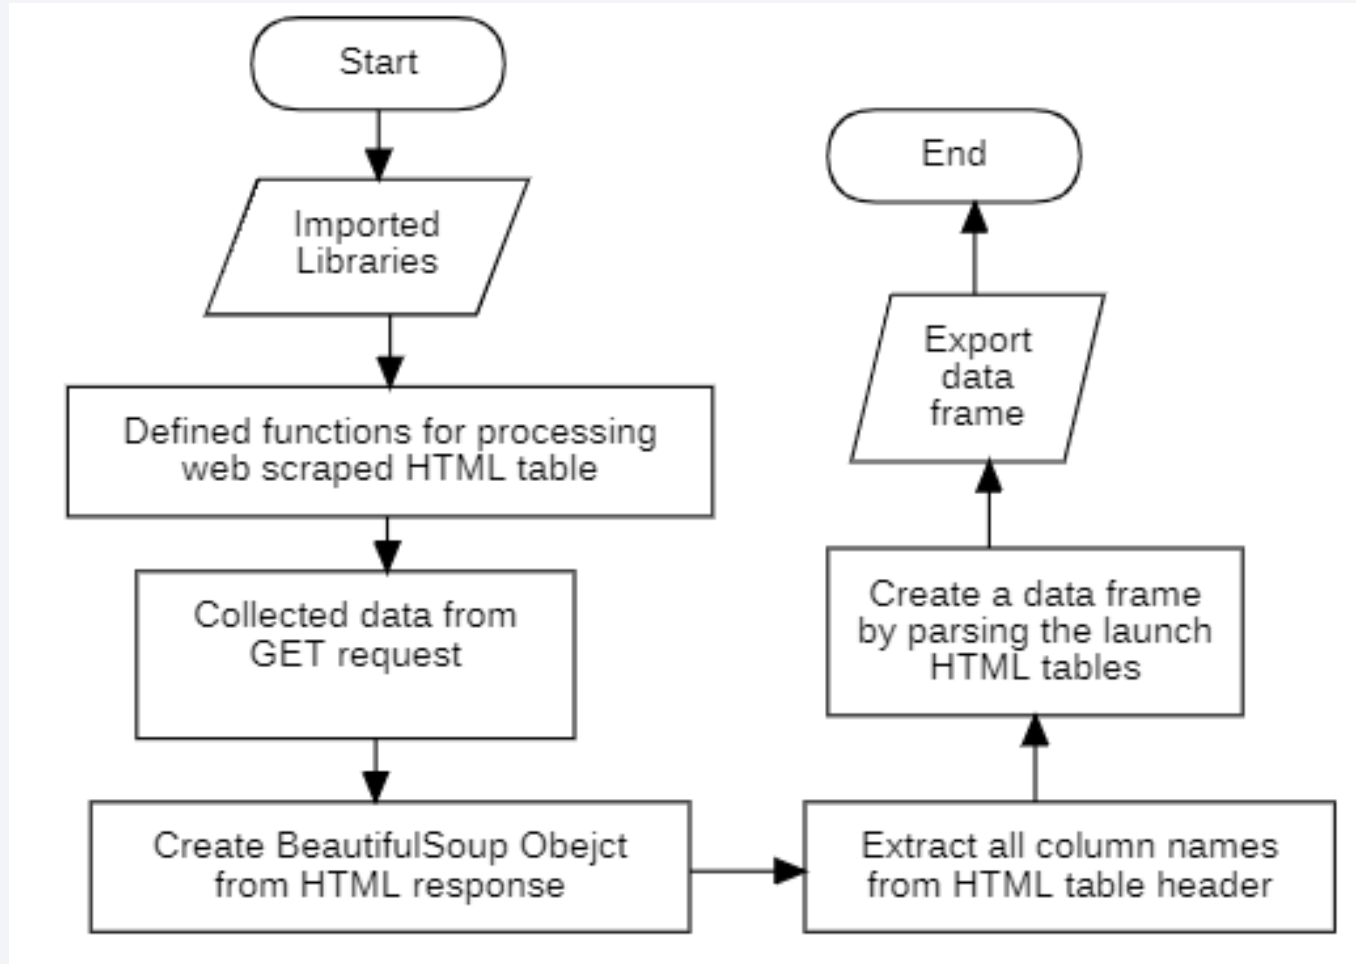 Start
Imported
Libraries
Defined functions for processing
web scraped HTML table
Collected data from
GET request
Create BeautifulSoup Obejct
from HTML response
Extract all column names
from HTML table header
Create a data frame
by parsing the launch
HTML tables
Export
data
frame
End